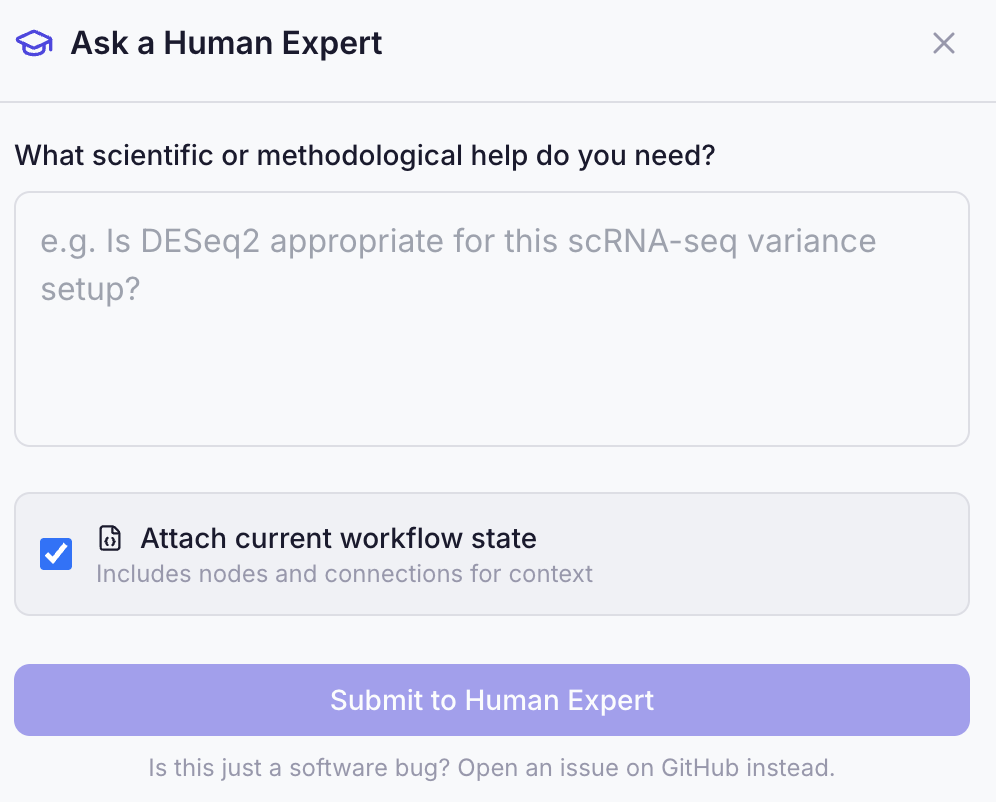 Ask a Human Expert
What scientific or methodological help do you need?
e.g. Is DESeq2 appropriate for this scRNA-seq variance
setup?
Attach current workflow state
Includes nodes and connections for context
Submit to Human Expert
Is this just a software bug? Open an issue on GitHub instead.